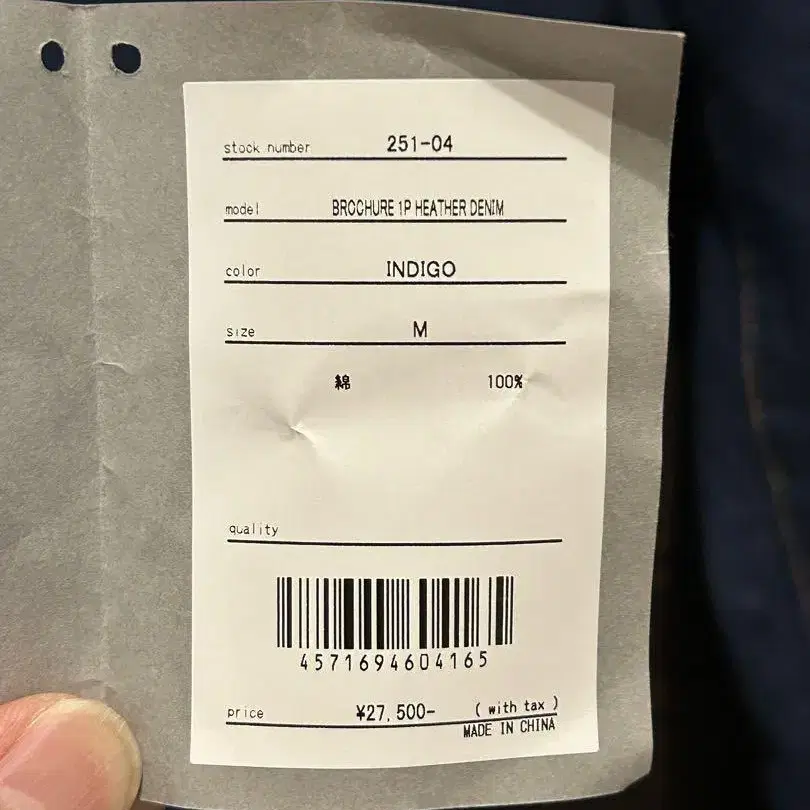 stock number 251-04
model BROCHURE 1P HEATHER DENIM
color INDIGO
size M
綿 100%
quality
4571694604165
price ¥27,500- ( with tax )
MADE IN CHINA